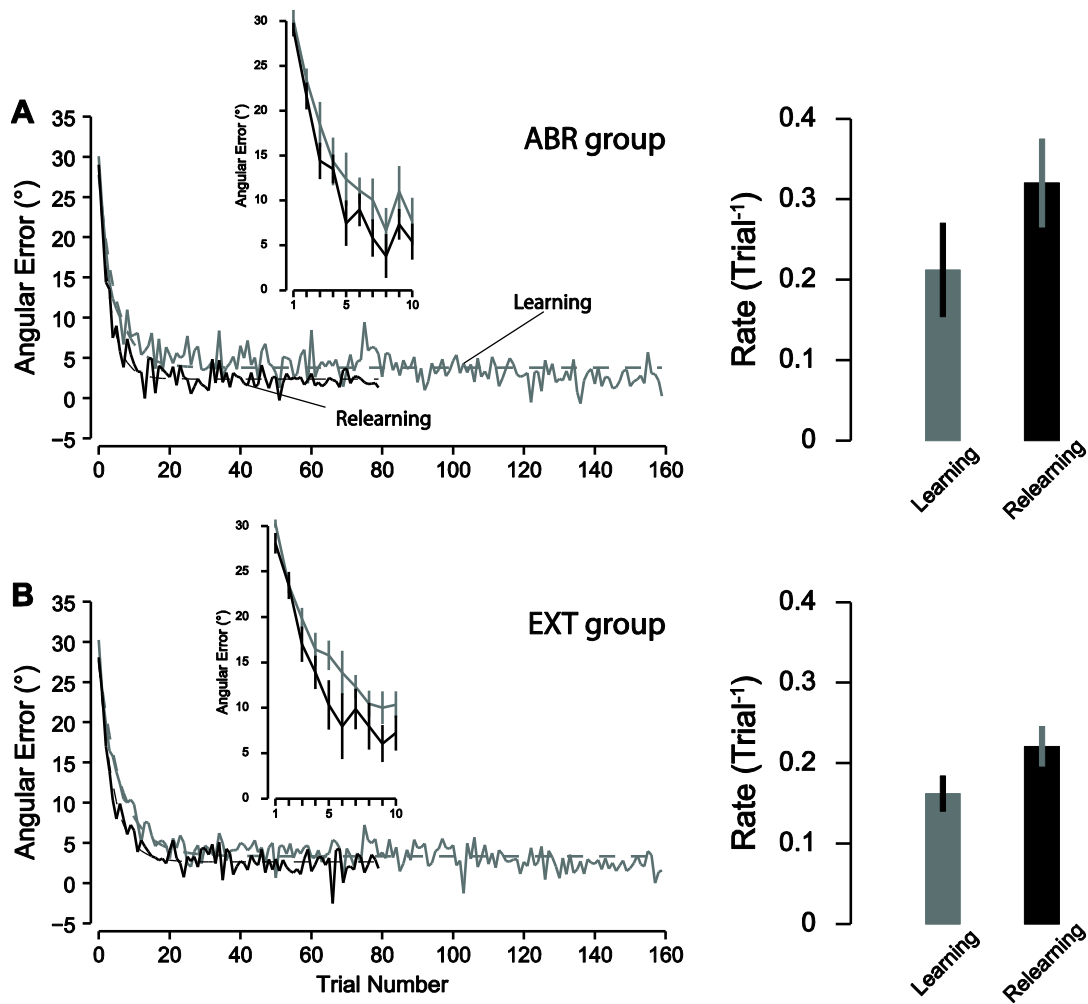 A
ABR group
Angular Error (°)
35
30
25
20
15
10
5
0
−5
0 20 40 60 80 100 120 140 160
Angular Error (°)
30
25
20
15
10
5
0
1 5 10
Learning
Relearning
Rate (Trial-1)
0.4
0.3
0.2
0.1
0
Learning
Relearning
B
EXT group
Angular Error (°)
35
30
25
20
15
10
5
0
−5
0 20 40 60 80 100 120 140 160
Trial Number
Angular Error (°)
30
25
20
15
10
5
0
1 5 10
Rate (Trial-1)
0.4
0.3
0.2
0.1
0
Learning
Relearning